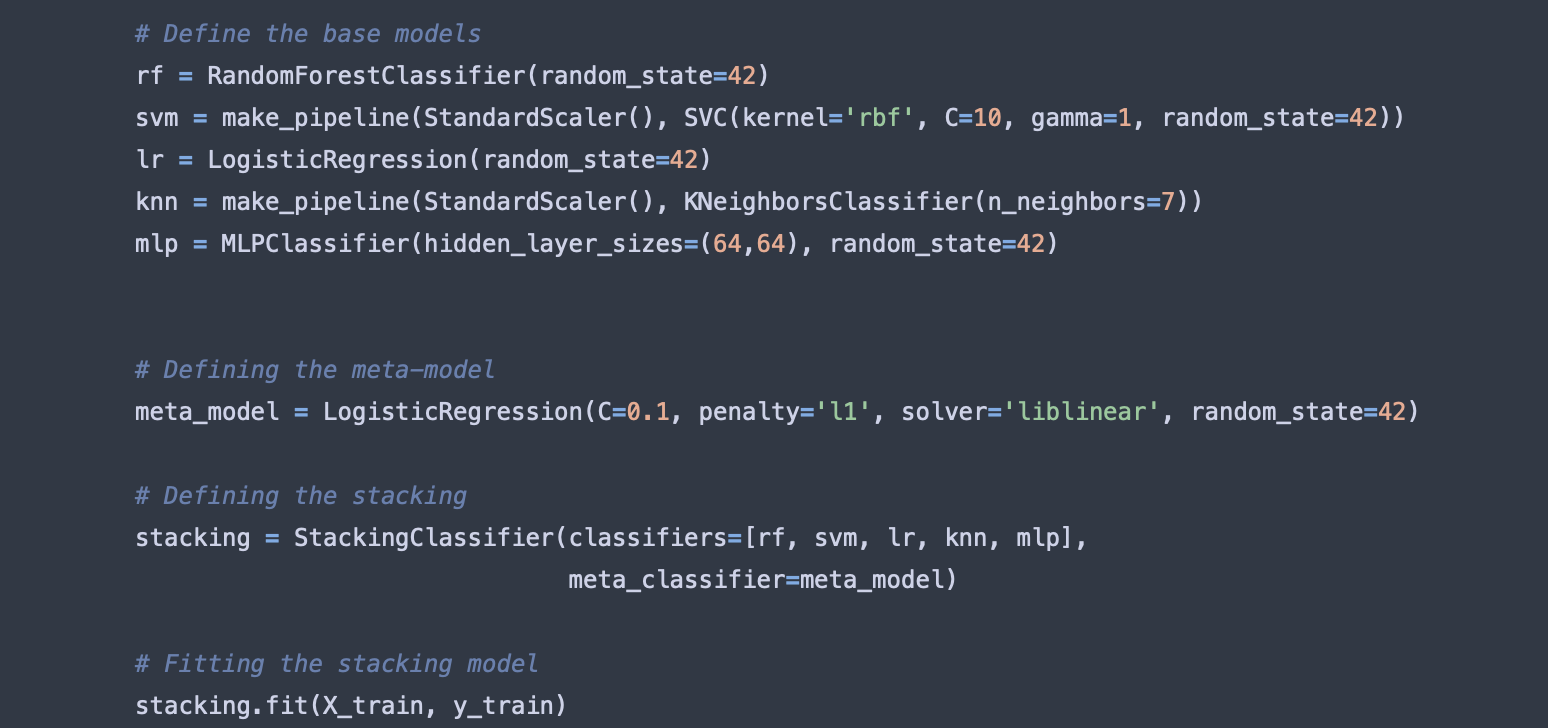 # Define the base models
rf = RandomForestClassifier(random_state=42)
svm = make_pipeline(StandardScaler(), SVC(kernel='rbf', C=10, gamma=1, random_state=42))
lr = LogisticRegression(random_state=42)
knn = make_pipeline(StandardScaler(), KNeighborsClassifier(n_neighbors=7))
mlp = MLPClassifier(hidden_layer_sizes=(64,64), random_state=42)
# Defining the meta-model
meta_model = LogisticRegression(C=0.1, penalty='l1', solver='liblinear', random_state=42)
# Defining the stacking
stacking = StackingClassifier(classifiers=[rf, svm, lr, knn, mlp],
meta_classifier=meta_model)
# Fitting the stacking model
stacking.fit(X_train, y_train)